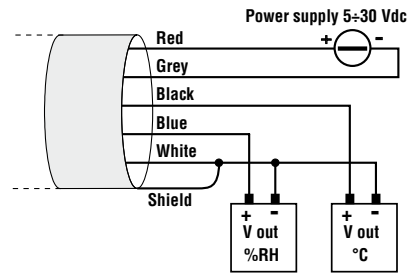 Power supply 5÷30 Vdc
Red
+ -
Grey
Black
Blue
White
Shield
+ -
V out
%RH
+ -
V out
°C